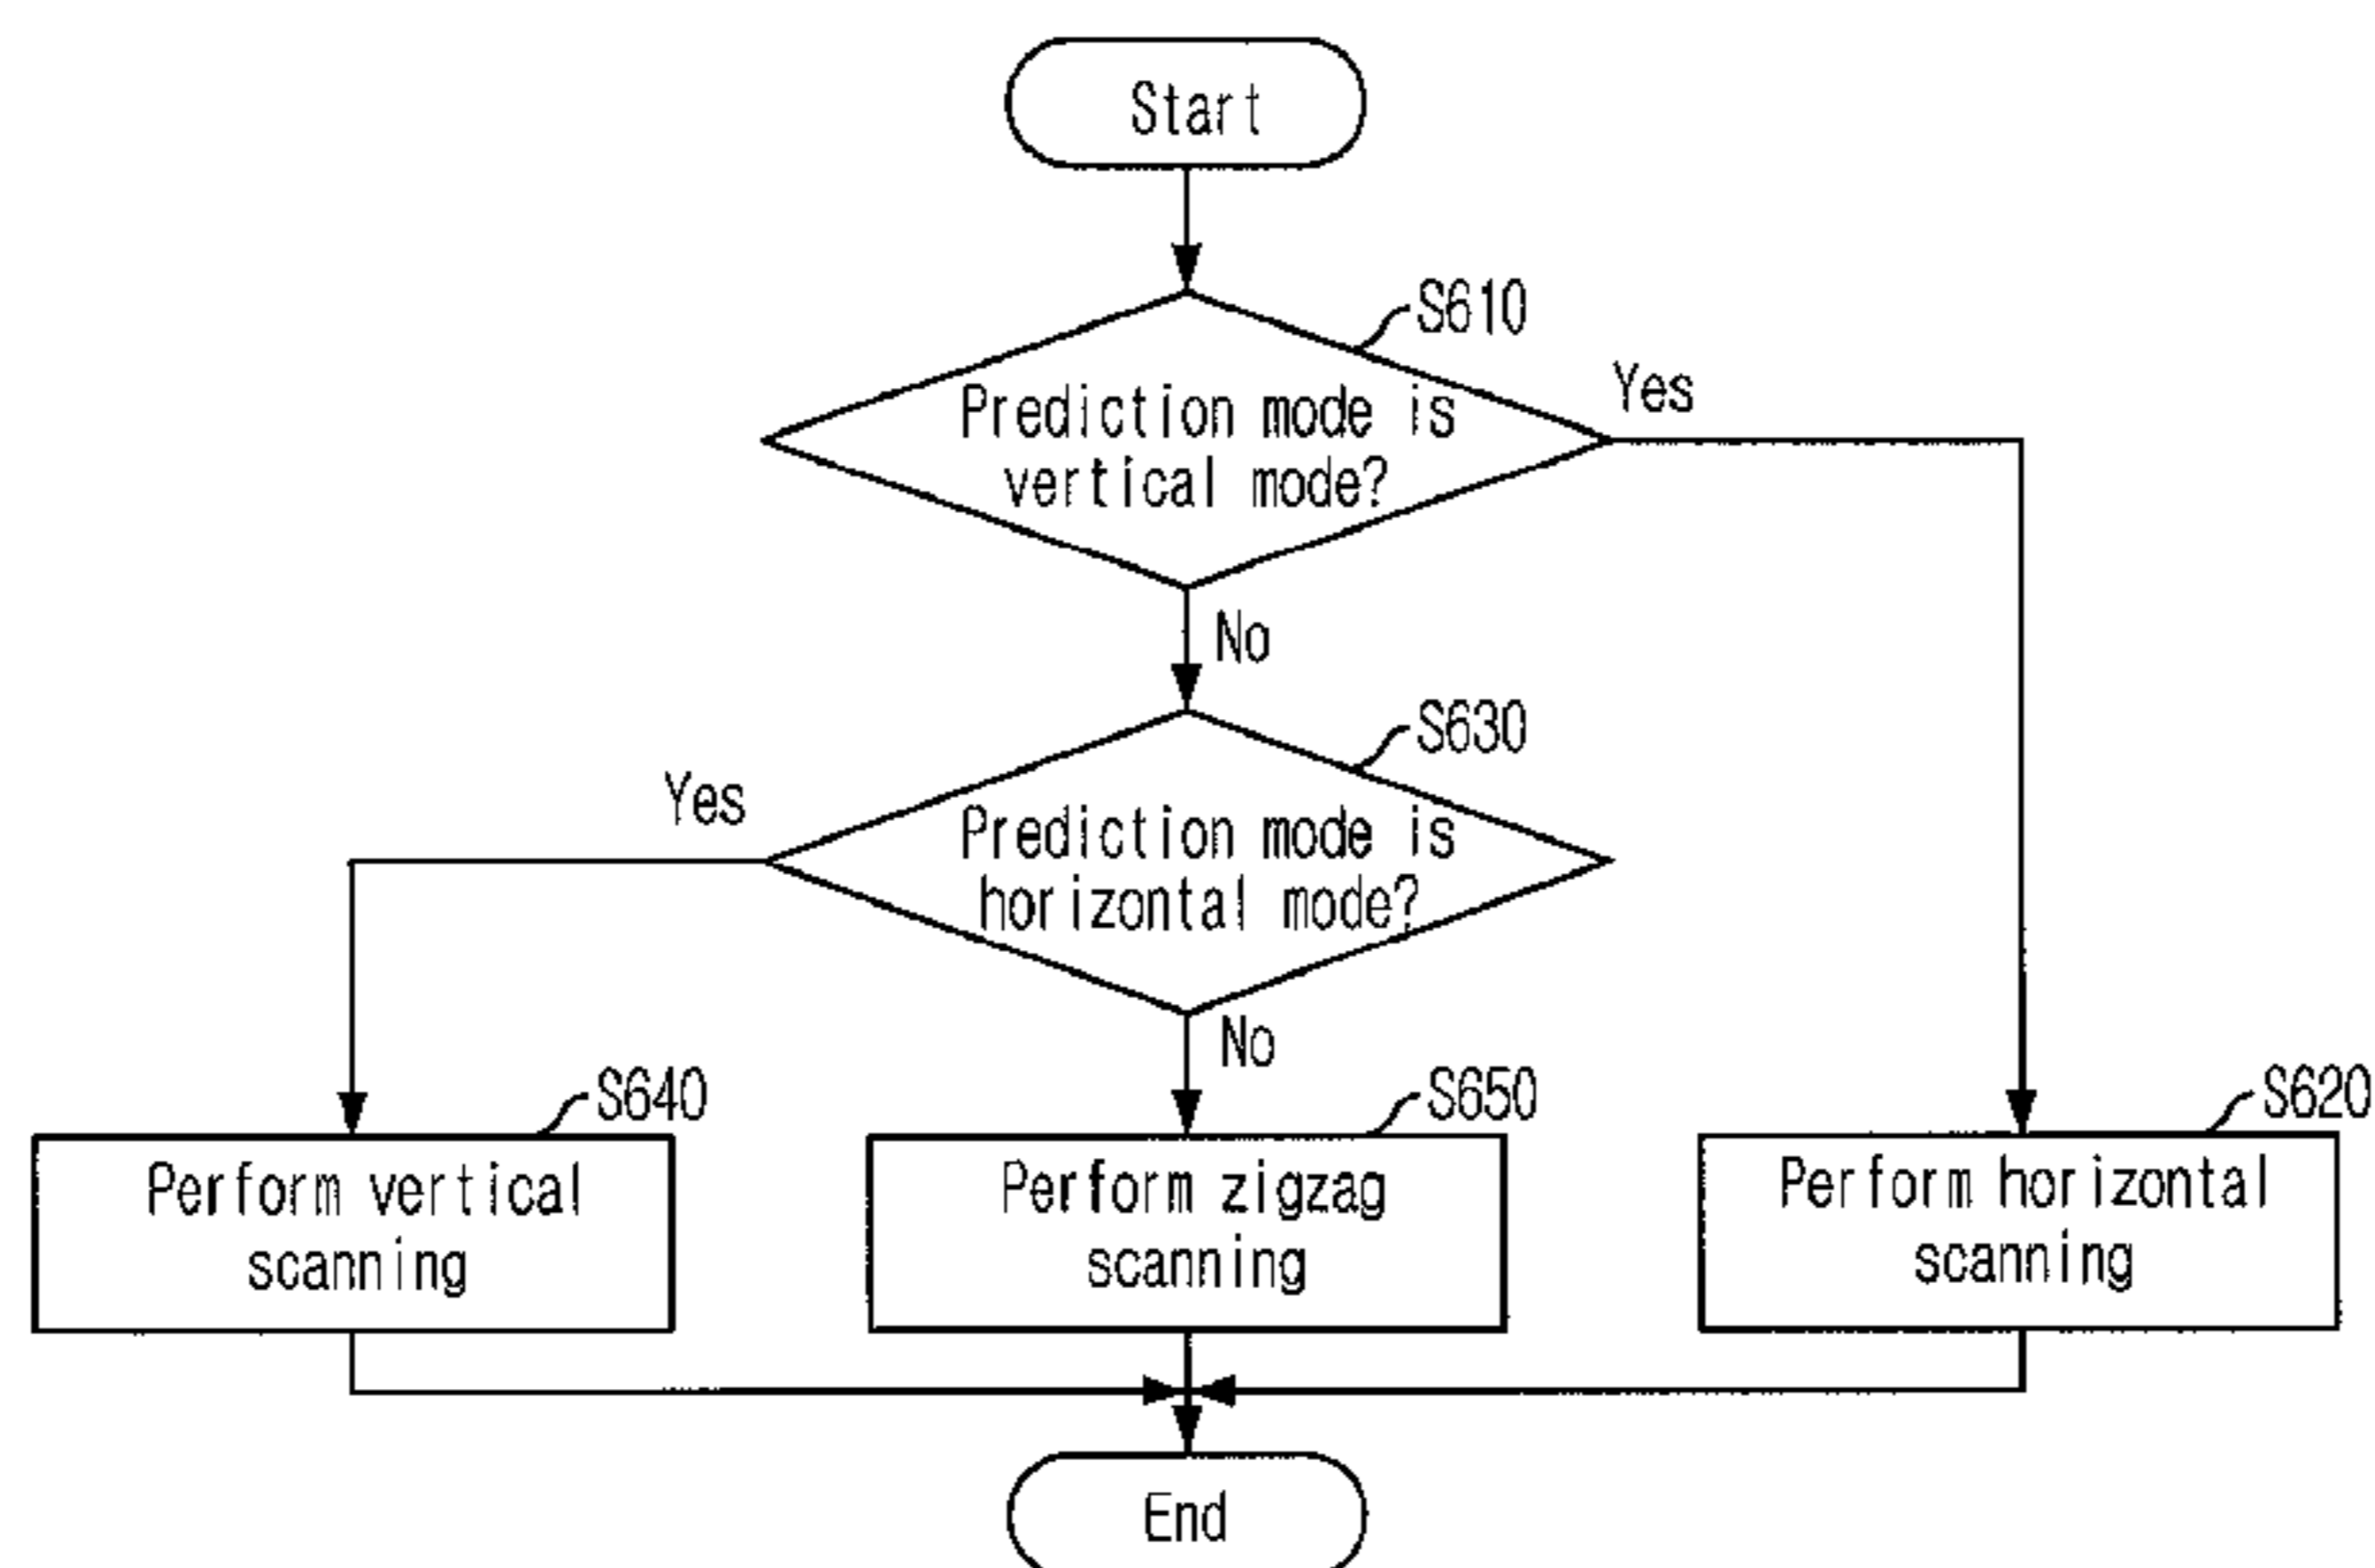 Start
S610
Prediction mode is
vertical mode?
Yes
No
S630
Prediction mode is
horizontal mode?
Yes
No
S640
Perform vertical
scanning
S650
Perform zigzag
scanning
S620
Perform horizontal
scanning
End